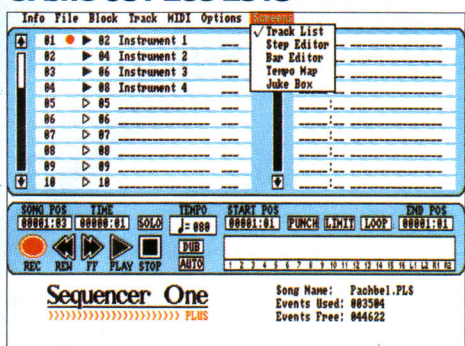 Info File Block Track MIDI Options Screens
✓Track List
Step Editor
Bar Editor
Tempo Map
Juke Box
01 02 Instrument 1
02 04 Instrument 2
03 06 Instrument 3
04 08 Instrument 4
05 05
06 06
07 07
08 08
09 09
10 10
SONG POS TIME TEMPO START POS END POS
00001:03 00000:01 SOLO ♩=080 00001:01 PUNCH LIMIT LOOP 00001:01
DUB
AUTO
REC REW FF PLAY STOP
1 2 3 4 5 6 7 8 9 10 11 12 13 14 15 16 L1 L2 R1 R2
Sequencer One
PLUS
Song Name: Pachbel.PLS
Events Used: 003504
Events Free: 044622